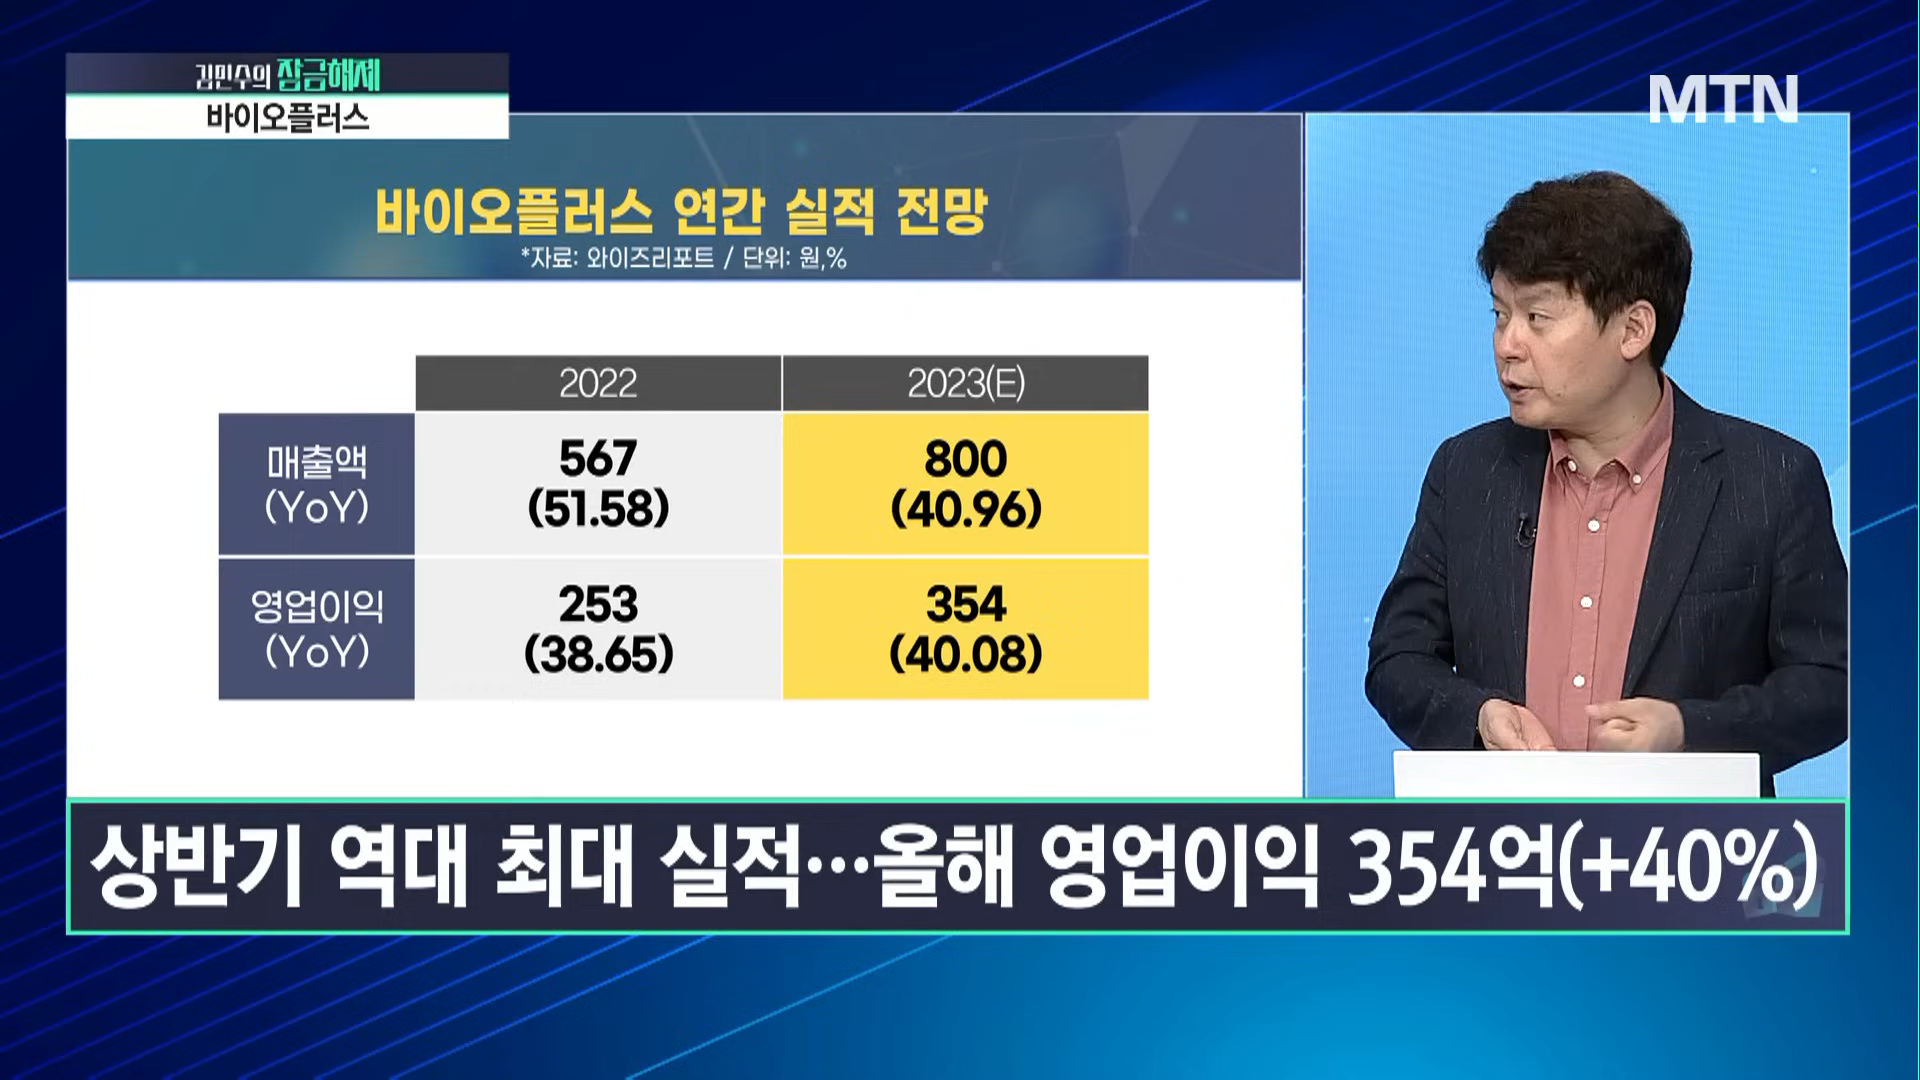 김민수의 잠금해제
바이오플러스
MTN
바이오플러스 연간 실적 전망
*자료: 와이즈리포트 / 단위: 원,%
2022 2023(E)
매출액
(YoY)
567
(51.58)
800
(40.96)
영업이익
(YoY)
253
(38.65)
354
(40.08)
상반기 역대 최대 실적…올해 영업이익 354억(+40%)